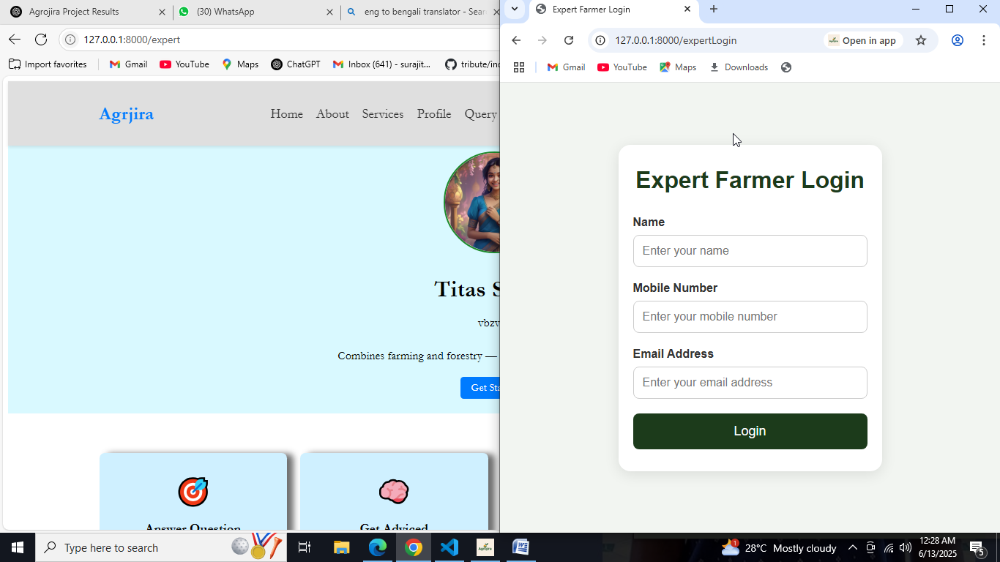 Agrojira Project Results
(30) WhatsApp
eng to bengali translator - Sear
127.0.0.1:8000/expert
Import favorites
Gmail
YouTube
Maps
ChatGPT
Inbox (641) - surajit...
tribute/inc
Agrjira
Home
About
Services
Profile
Query
Titas S
vbzv
Combines farming and forestry —
Get Sta
Answer Question
Get Adviced
Expert Farmer Login
127.0.0.1:8000/expertLogin
Open in app
Gmail
YouTube
Maps
Downloads
Expert Farmer Login
Name
Enter your name
Mobile Number
Enter your mobile number
Email Address
Enter your email address
Login
Type here to search
1
28°C Mostly cloudy
12:28 AM
6/13/2025
5